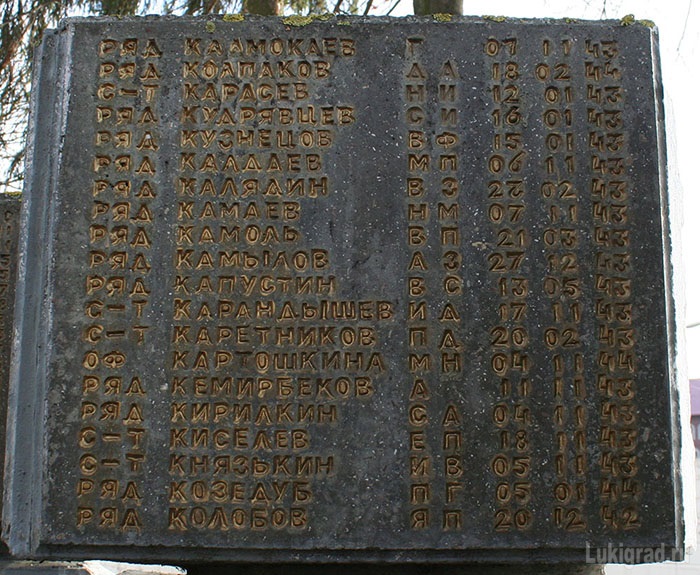 РЯД КАЛМОКАЕВ Г 07 11 43
РЯД КОЛПАКОВ Д А 18 02 44
С-Т КАРАСЕВ Н И 12 01 43
РЯД КУДРЯВЦЕВ С И 16 01 43
РЯД КУЗНЕЦОВ В Ф 15 01 43
РЯД КАЛДАЕВ М П 06 11 43
РЯД КАЛЯДИН В З 23 02 43
РЯД КАМАЕВ Н М 07 11 43
РЯД КАМОЛЬ В П 21 03 43
РЯД КАМЫЛОВ А З 27 12 43
РЯД КАПУСТИН В С 13 05 43
С-Т КАРАНДЫШЕВ И Д 17 11 43
С-Т КАРЕТНИКОВ П Д 20 02 43
ОФ КАРТОШКИНА М Н 04 11 44
РЯД КЕМИРБЕКОВ А 11 11 43
РЯД КИРИЛКИН С А 04 11 43
С-Т КИСЕЛЕВ Е П 18 11 43
С-Т КНЯЗЬКИН И В 05 11 43
РЯД КОЗЕДУБ П Г 05 01 44
РЯД КОЛОБОВ Я П 20 12 42
Lukigrad.ru